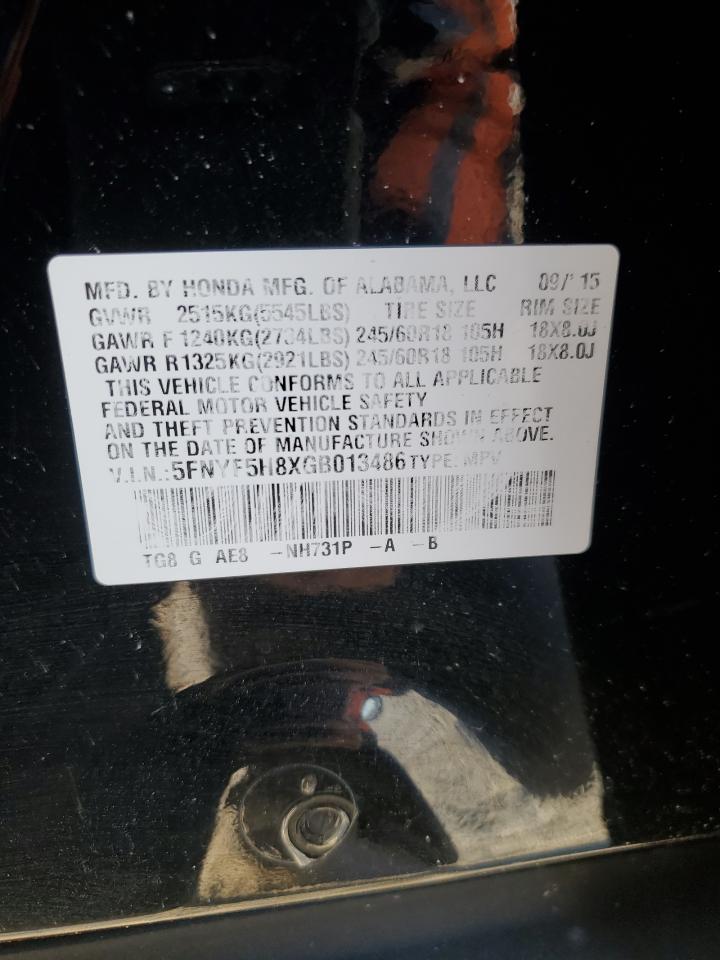 MFD. BY HONDA MFG. OF ALABAMA, LLC 09/'15
GVWR 2515KG(5545LBS) TIRE SIZE RIM SIZE
GAWR F 1240KG(2734LBS) 245/60R18 105H 18X8.0J
GAWR R1325KG(2921LBS) 245/60R18 105H 18X8.0J
THIS VEHICLE CONFORMS TO ALL APPLICABLE
FEDERAL MOTOR VEHICLE SAFETY
AND THEFT PREVENTION STANDARDS IN EFFECT
ON THE DATE OF MANUFACTURE SHOWN ABOVE.
V.I.N.:5FNYF5H8XGB013486 TYPE: MPV
TG8 G AE8 -NH731P -A -B